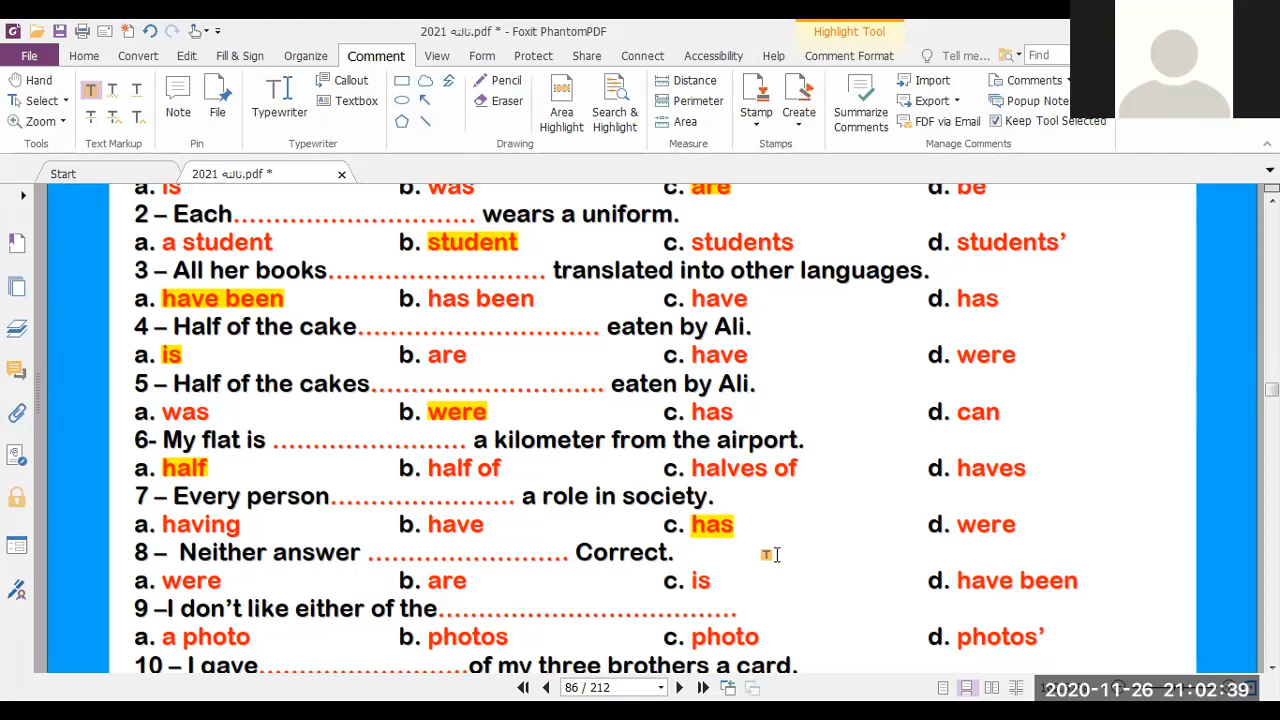 2021 ثالثه.pdf * - Foxit PhantomPDF
Highlight Tool
File Home Convert Edit Fill & Sign Organize Comment View Form Protect Share Connect Accessibility Help Comment Format Tell me... Find
Hand
Select
Zoom
Tools
Text Markup
Note
File
Pin
Typewriter
Callout
Textbox
Typewriter
Pencil
Eraser
Area Highlight
Search & Highlight
Drawing
Distance
Perimeter
Area
Measure
Stamp
Create
Stamps
Summarize Comments
Import
Export
FDF via Email
Comments
Popup Notes
Keep Tool Selected
Manage Comments
Start 2021 ثالثه.pdf *
a. is b. was c. are d. be
2 – Each............................. wears a uniform.
a. a student b. student c. students d. students’
3 – All her books.......................... translated into other languages.
a. have been b. has been c. have d. has
4 – Half of the cake............................. eaten by Ali.
a. is b. are c. have d. were
5 – Half of the cakes............................ eaten by Ali.
a. was b. were c. has d. can
6- My flat is ....................... a kilometer from the airport.
a. half b. half of c. halves of d. haves
7 – Every person...................... a role in society.
a. having b. have c. has d. were
8 – Neither answer ........................ Correct.
a. were b. are c. is d. have been
9 –I don’t like either of the....................................
a. a photo b. photos c. photo d. photos’
10 – I gave.........................of my three brothers a card.
86 / 212
2020-11-26 21:02:39